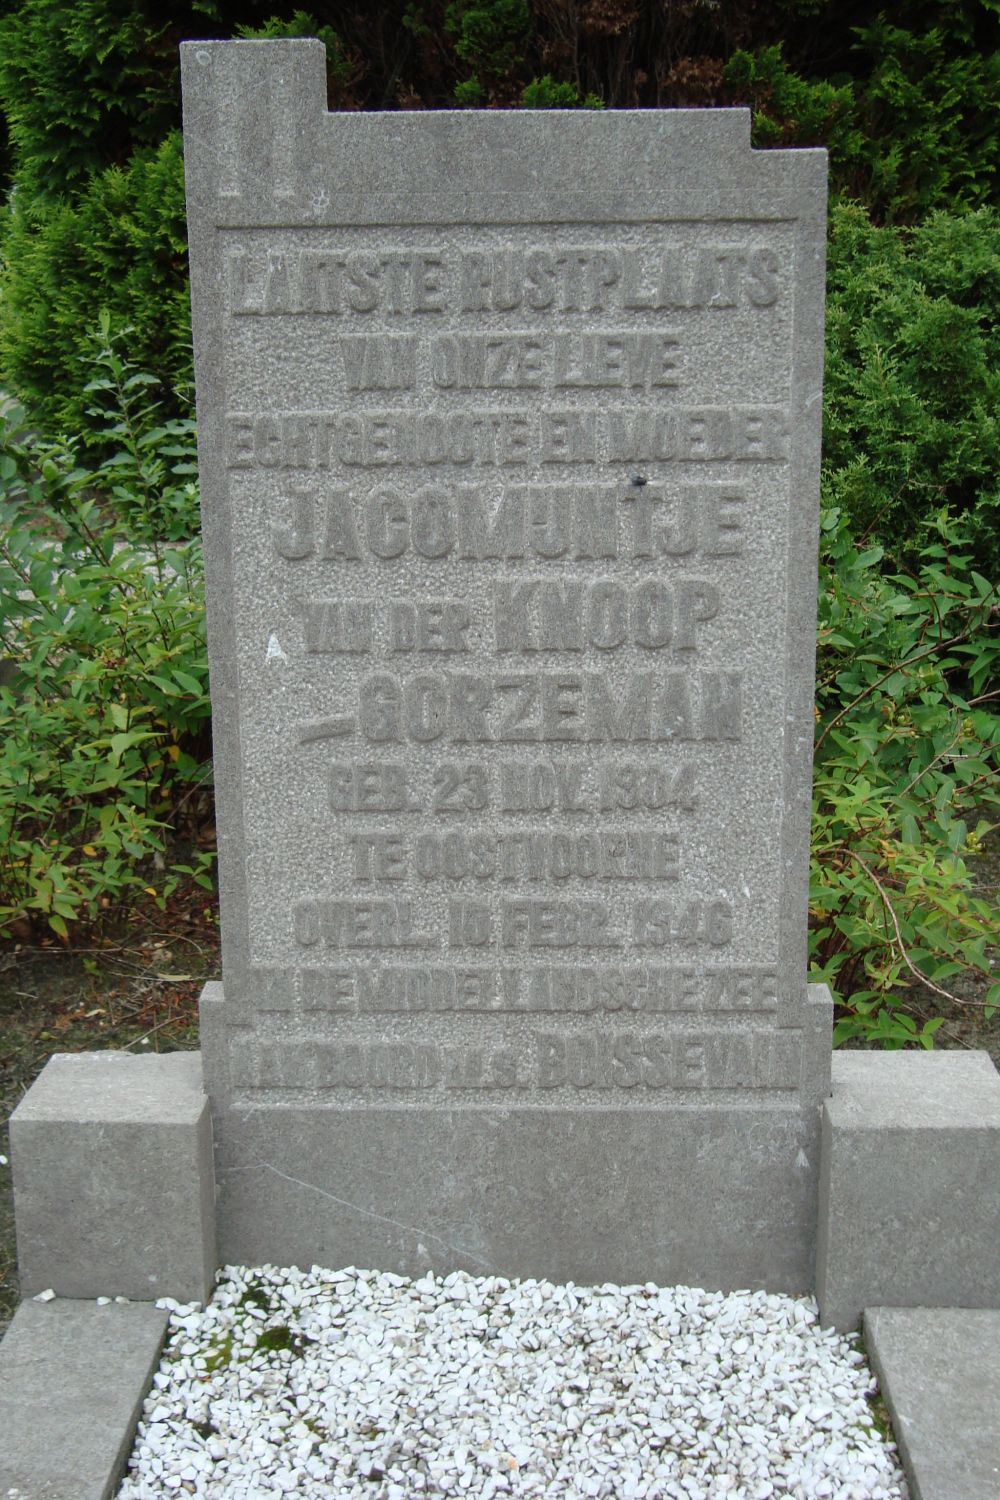 LAATSTE RUSTPLAATS
VAN ONZE LIEVE
ECHTGENOOTE EN MOEDER
JACOMIJNTJE
VAN DER KNOOP
–GORZEMAN
GEB. 23 NOV. 1904
TE OOSTVOORNE
OVERL. 10 FEBR. 1946
IN DE MIDDELLANDSCHE ZEE
AAN BOORD M.S. BOISSEVAIN